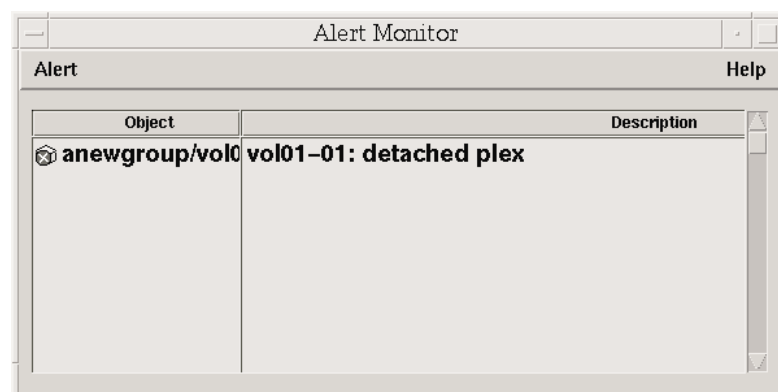 Alert Monitor
Alert Help
Object Description
anewgroup/vol0 vol01-01: detached plex